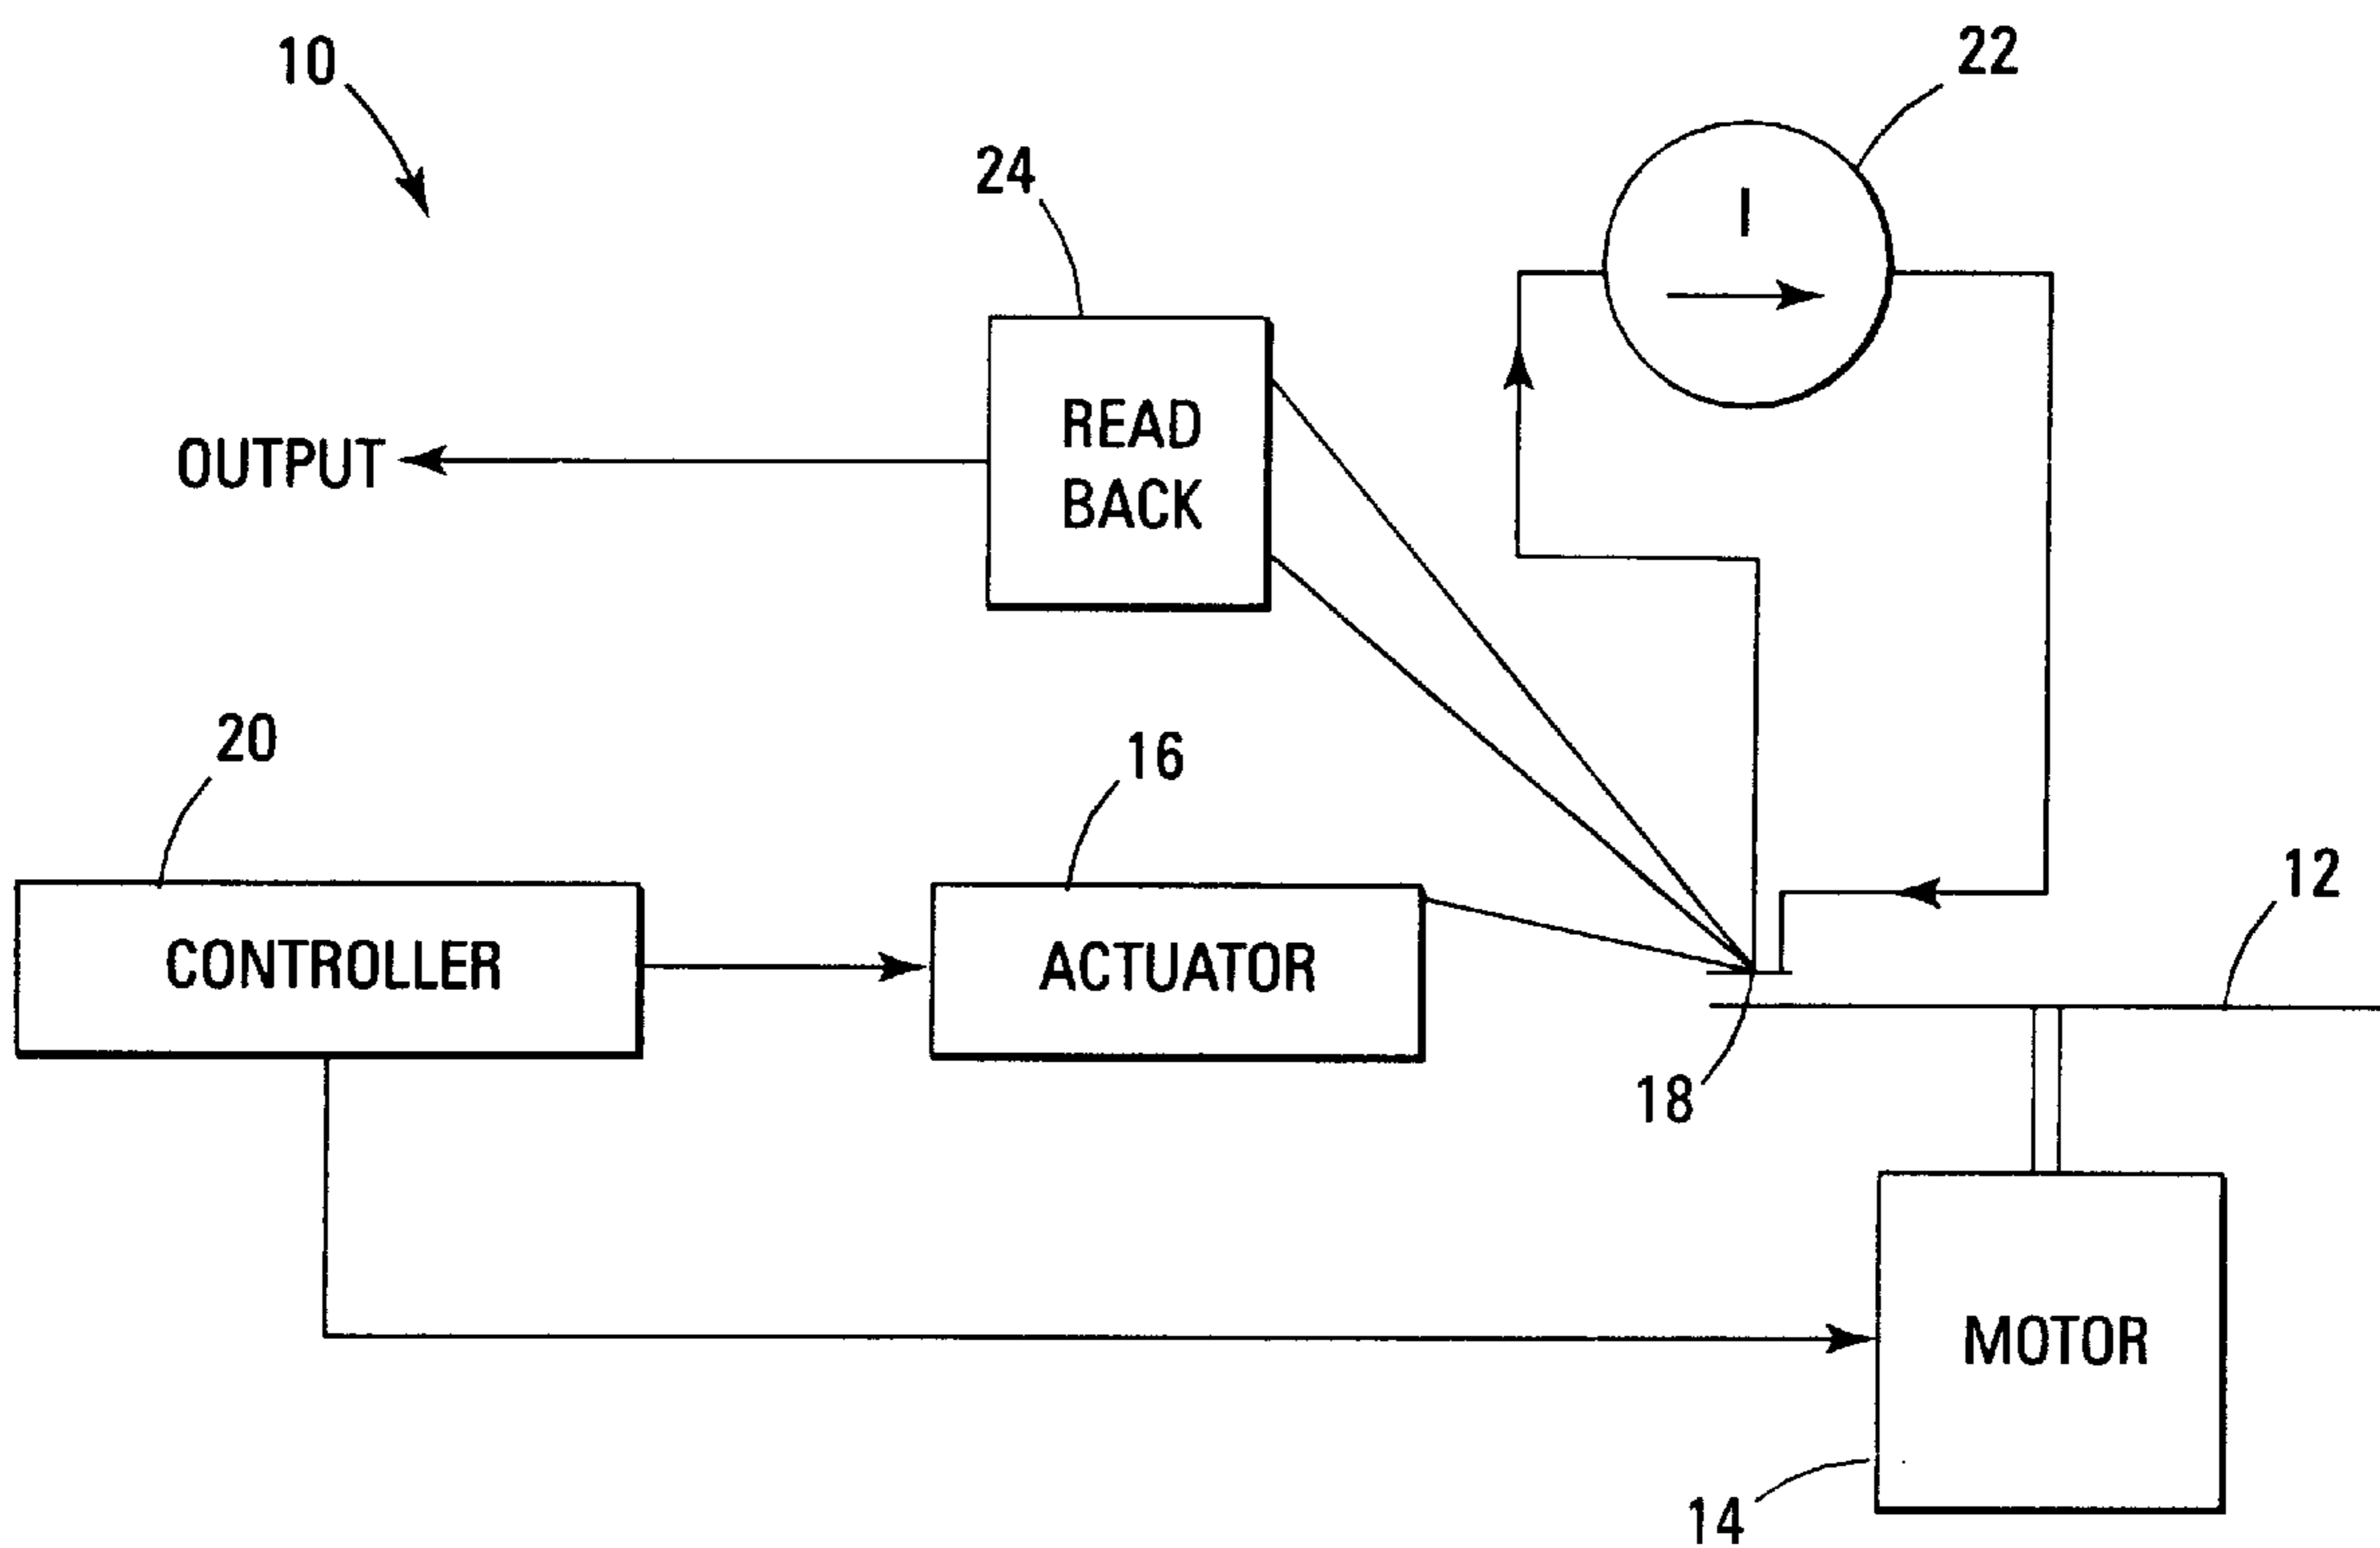 10
22
24
I
READ
BACK
OUTPUT
20
16
12
CONTROLLER
ACTUATOR
18
MOTOR
14